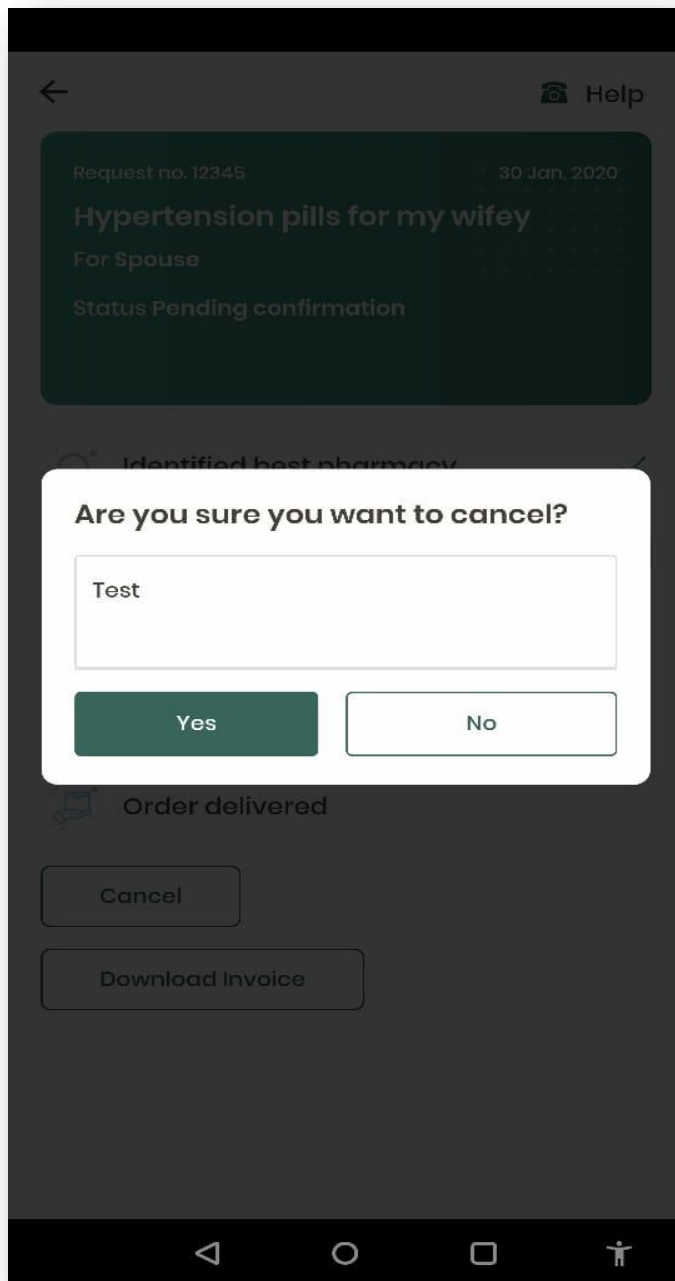 Help
Request no. 12345 30 Jan, 2020
Hypertension pills for my wifey
For Spouse
Status Pending confirmation
Identified best pharmacy
Are you sure you want to cancel?
Test
Yes No
Order delivered
Cancel
Download Invoice